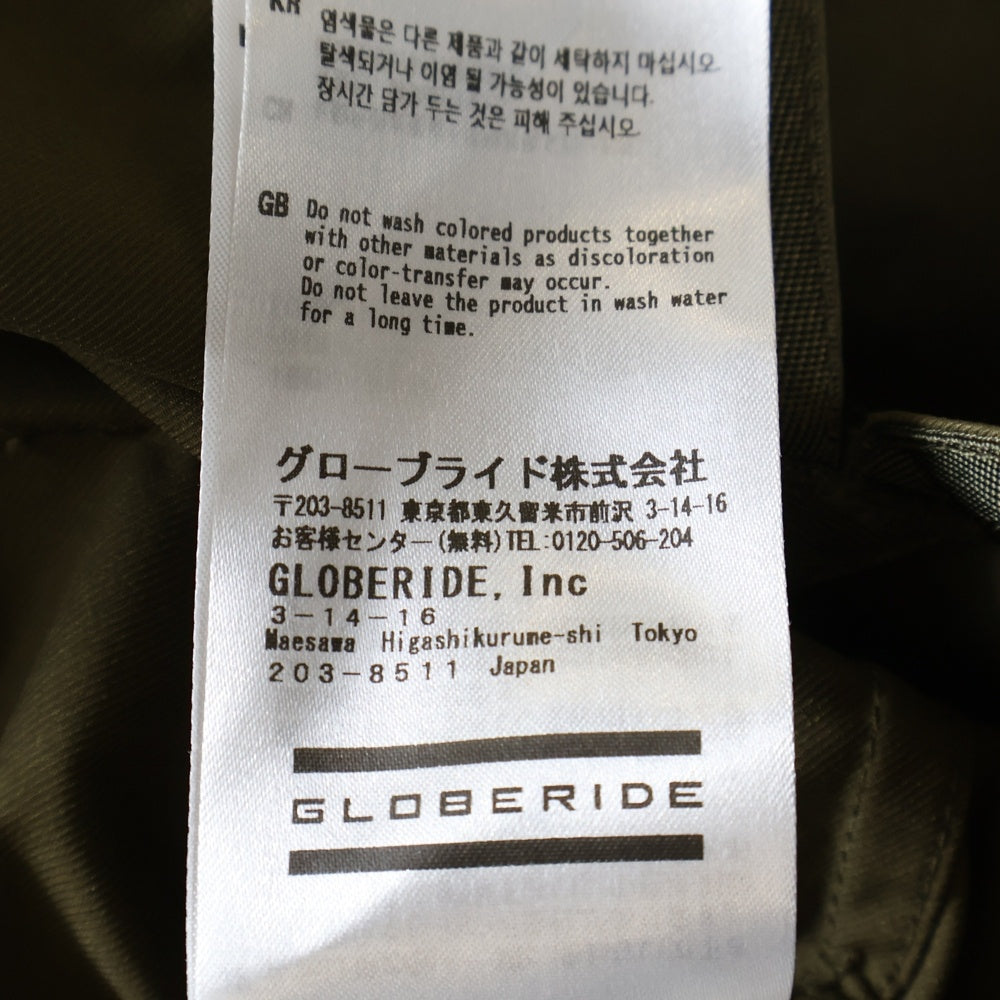 KR
염색물은 다른 제품과 같이 세탁하지 마십시오
탈색되거나 이염 될 가능성이 있습니다.
장시간 담가 두는 것은 피해 주십시오
GB Do not wash colored products together
with other materials as discoloration
or color-transfer may occur.
Do not leave the product in wash water
for a long time.
グローブライド株式会社
〒203-8511 東京都東久留米市前沢 3-14-16
お客様センター(無料)TEL:0120-506-204
GLOBERIDE, Inc
3-14-16
Maesawa Higashikurume-shi Tokyo
203-8511 Japan
GLOBERIDE